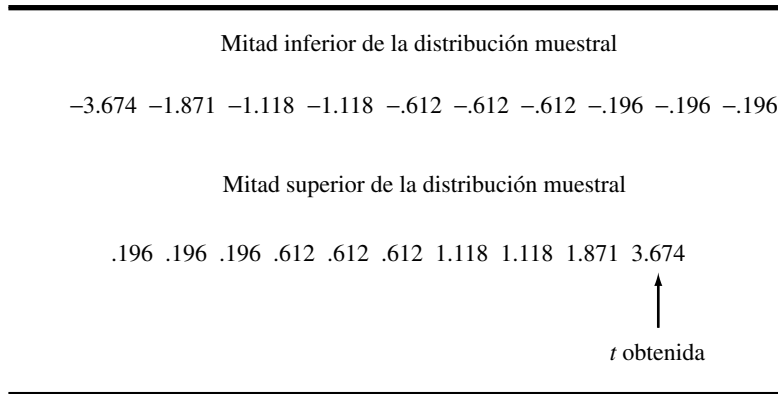 Mitad inferior de la distribución muestral
−3.674 −1.871 −1.118 −1.118 −.612 −.612 −.612 −.196 −.196 −.196
Mitad superior de la distribución muestral
.196 .196 .196 .612 .612 .612 1.118 1.118 1.871 3.674
t obtenida